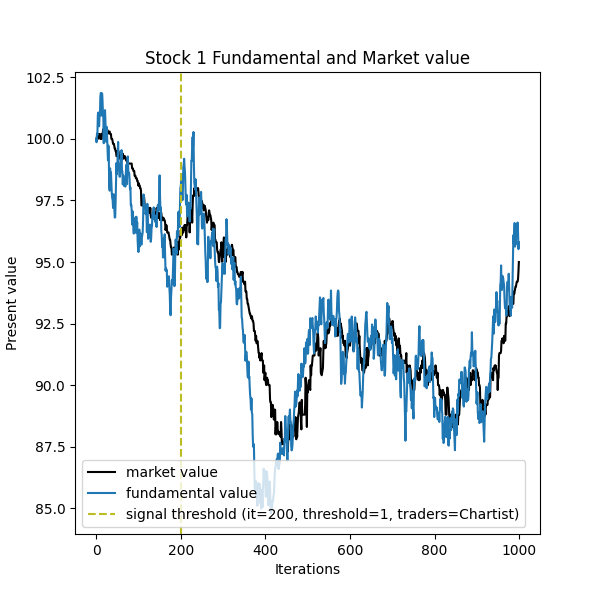 Stock 1 Fundamental and Market value
102.5
100.0
97.5
95.0
92.5
90.0
87.5
85.0
Present value
market value
fundamental value
signal threshold (it=200, threshold=1, traders=Chartist)
0 200 400 600 800 1000
Iterations